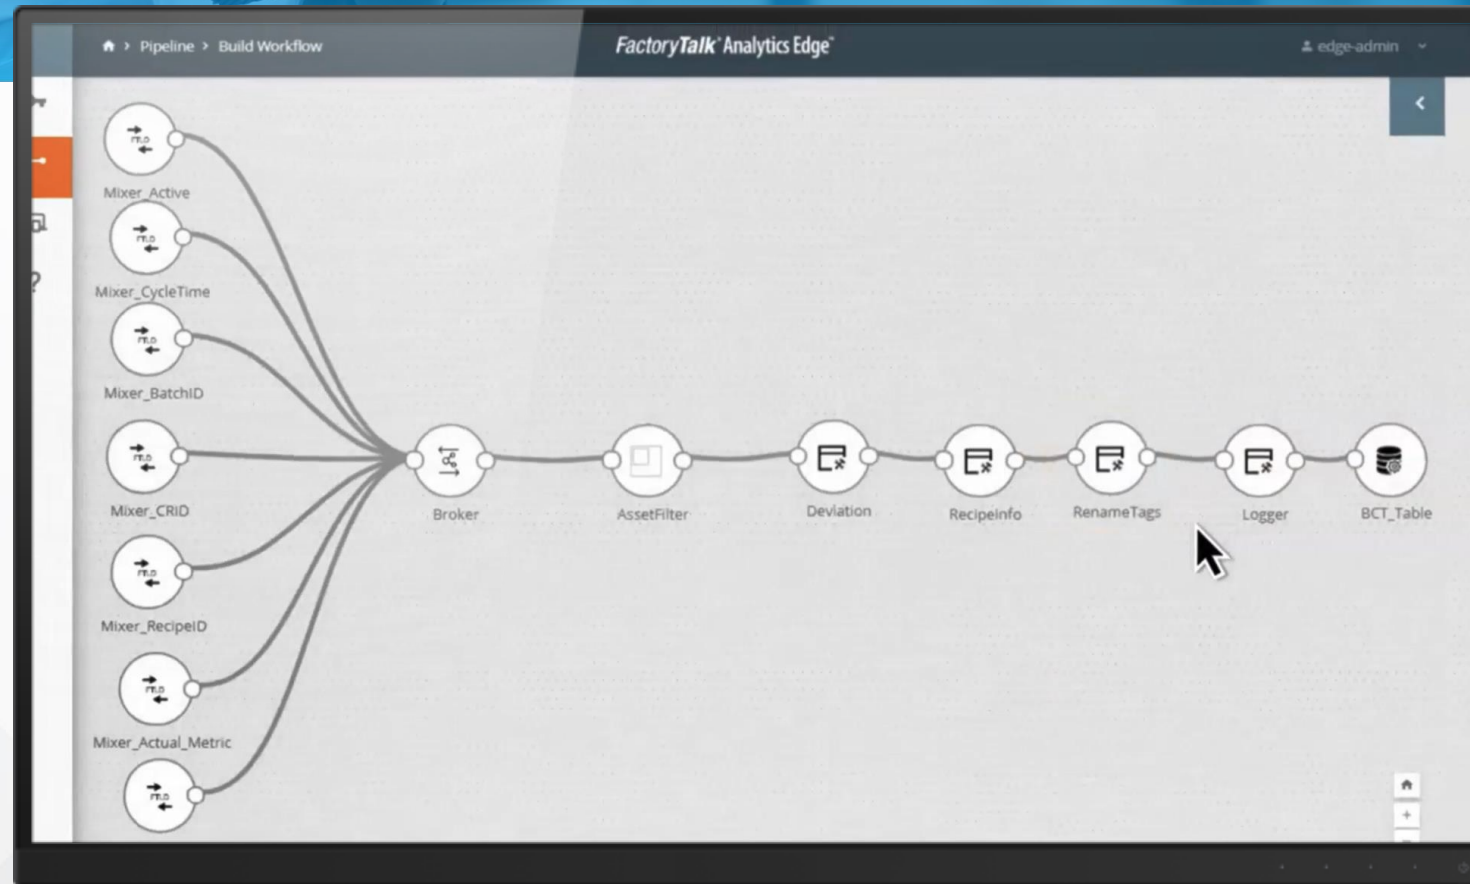 Pipeline > Build Workflow
FactoryTalk® Analytics Edge™
edge-admin
Mixer_Active
Mixer_CycleTime
Mixer_BatchID
Mixer_CRID
Broker
AssetFilter
Deviation
RecipeInfo
RenameTags
Logger
BCT_Table
Mixer_RecipeID
Mixer_Actual_Metric